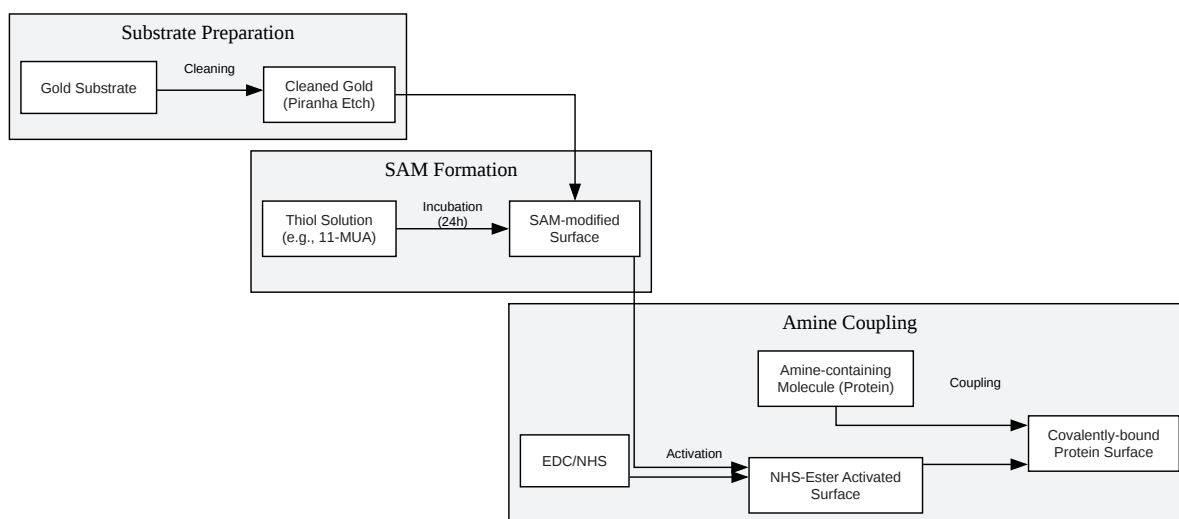 Substrate Preparation
Gold Substrate
Cleaning
Cleaned Gold
(Piranha Etch)
SAM Formation
Thiol Solution
(e.g., 11-MUA)
Incubation
(24h)
SAM-modified
Surface
Amine Coupling
Amine-containing
Molecule (Protein)
Coupling
Covalently-bound
Protein Surface
EDC/NHS
Activation
NHS-Ester Activated
Surface